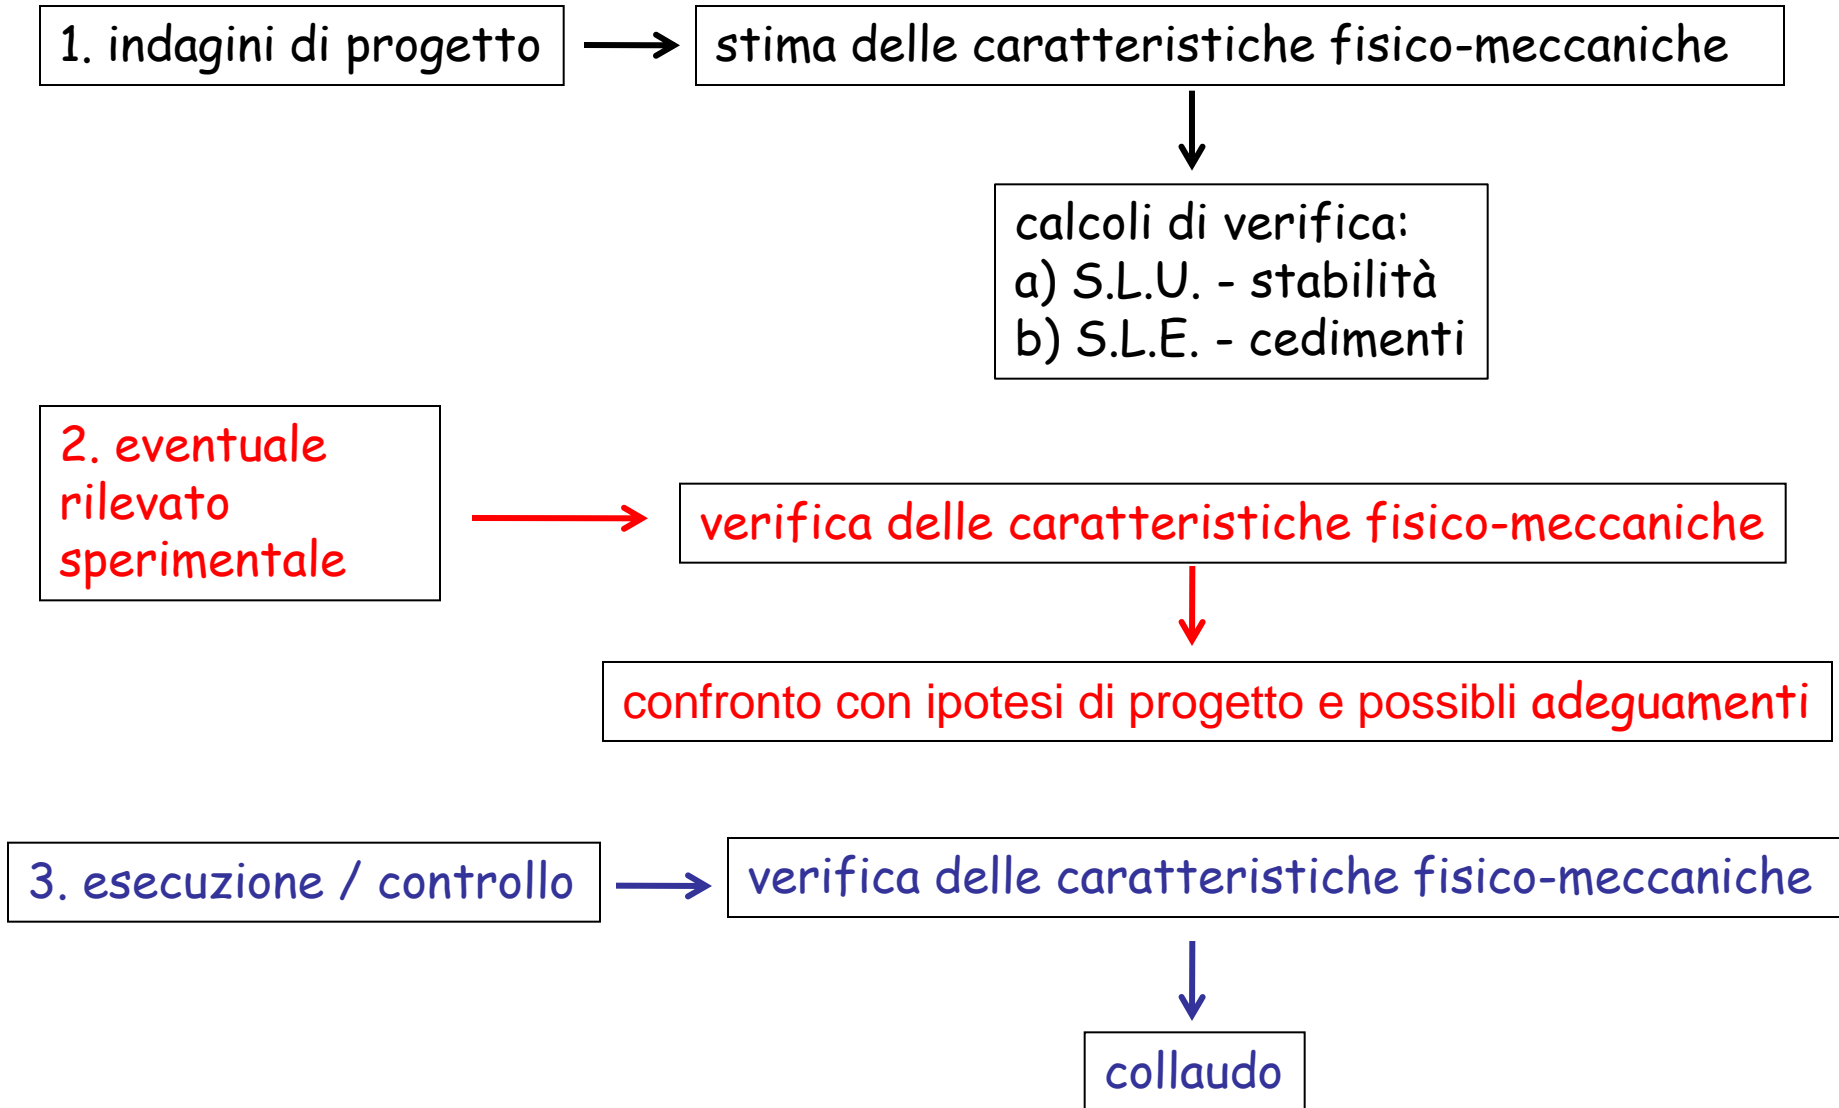 1. indagini di progetto
stima delle caratteristiche fisico-meccaniche
calcoli di verifica:
a) S.L.U. - stabilità
b) S.L.E. - cedimenti
2. eventuale
rilevato
sperimentale
verifica delle caratteristiche fisico-meccaniche
confronto con ipotesi di progetto e possibli adeguamenti
3. esecuzione / controllo
verifica delle caratteristiche fisico-meccaniche
collaudo